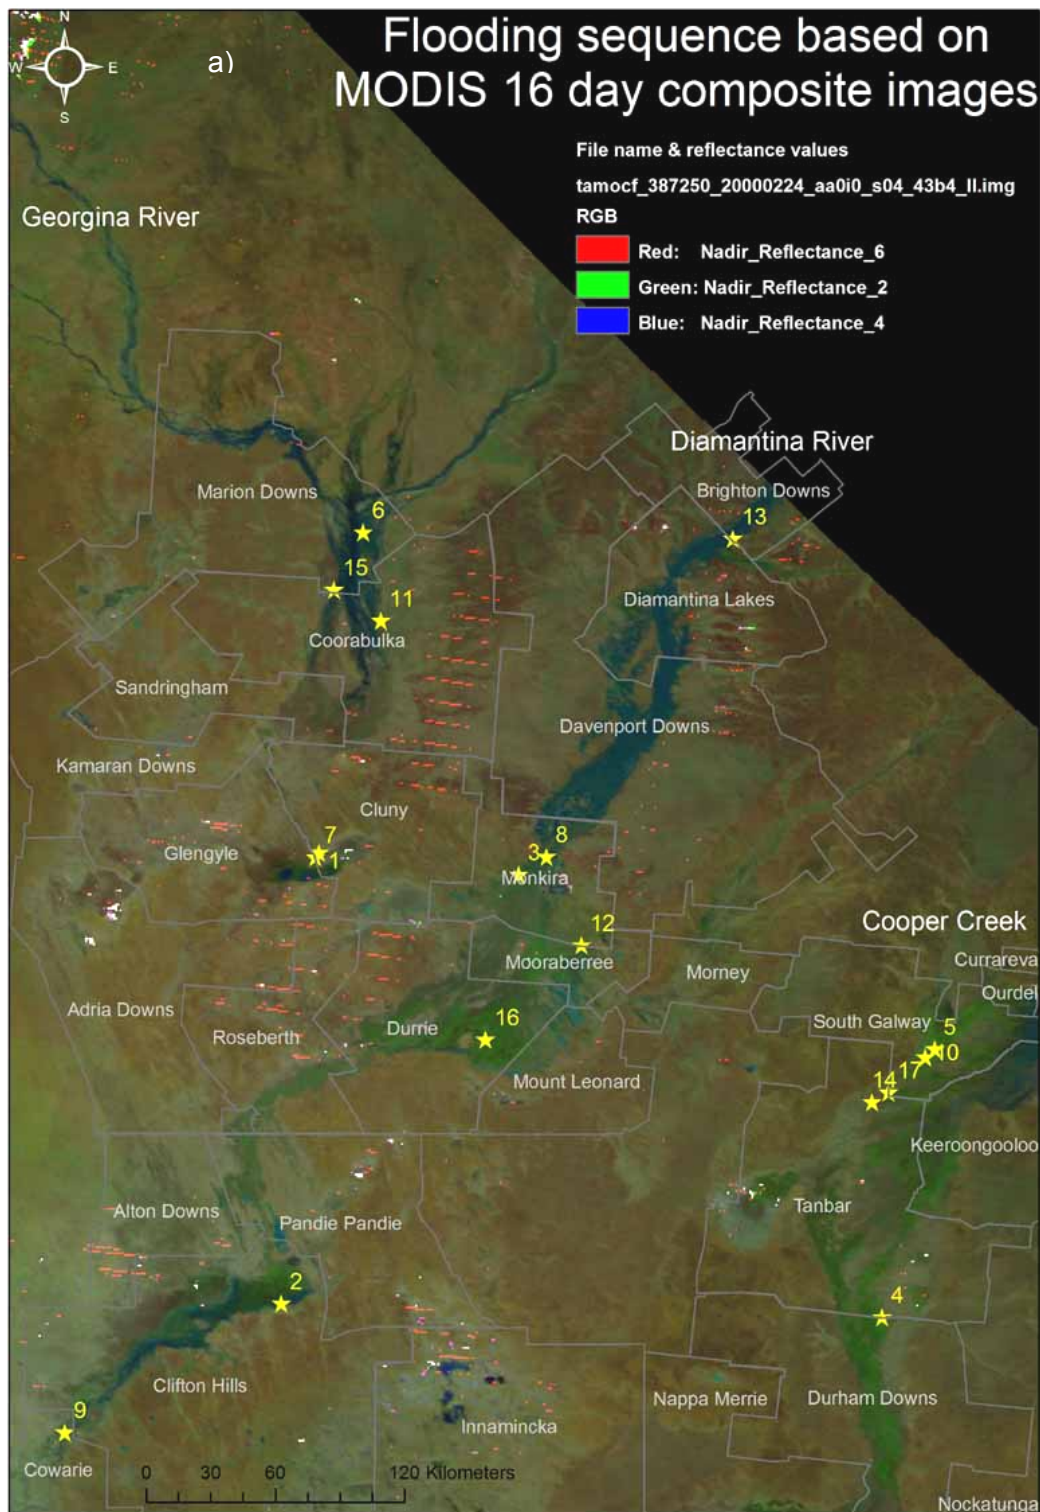 N
W
E
S
a)
Flooding sequence based on
MODIS 16 day composite images
File name & reflectance values
tamocf_387250_20000224_aa0i0_s04_43b4_ll.img
RGB
Red: Nadir_Reflectance_6
Green: Nadir_Reflectance_2
Blue: Nadir_Reflectance_4
Georgina River
Diamantina River
Marion Downs
Brighton Downs
6
13
15
11
Diamantina Lakes
Coorabulka
Sandringham
Davenport Downs
Kamaran Downs
Cluny
7
8
Glengyle
1
3
Monkira
Cooper Creek
12
Mooraberree
Morney
Currareva
Ourdel
Adria Downs
Roseberth
Durrie
16
South Galway
5
10
17
14
Mount Leonard
Keeroongooloo
Alton Downs
Pandie Pandie
Tanbar
2
4
Clifton Hills
Nappa Merrie
Durham Downs
9
Innamincka
Cowarie
0 30 60 120 Kilometers
Nockatunga